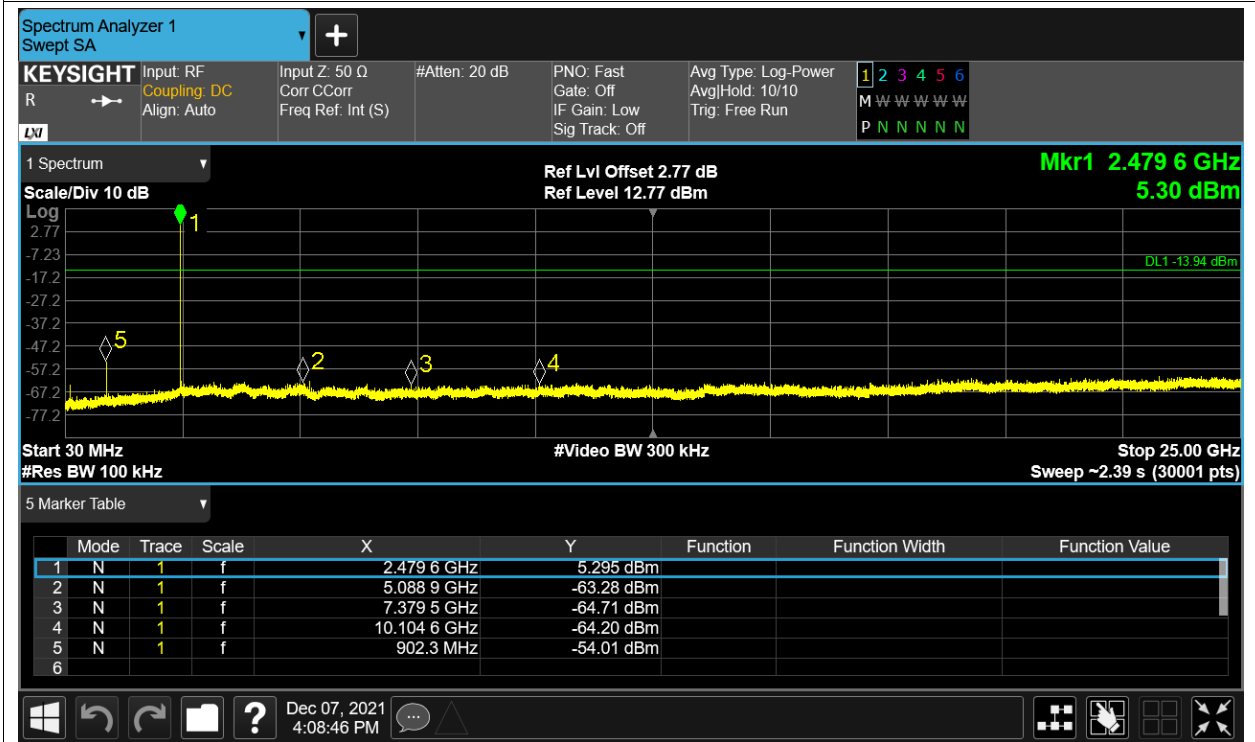 Spectrum Analyzer 1
Swept SA
+
KEYSIGHT Input: RF Input Z: 50 Ω #Atten: 20 dB PNO: Fast Avg Type: Log-Power 1 2 3 4 5 6
R Coupling: DC Corr CCorr Gate: Off Avg|Hold: 10/10 M W W W W W
Align: Auto Freq Ref: Int (S) IF Gain: Low Trig: Free Run
LXI Sig Track: Off P N N N N N
1 Spectrum Ref Lvl Offset 2.77 dB Mkr1 2.479 6 GHz
Scale/Div 10 dB Ref Level 12.77 dBm 5.30 dBm
Log
1
2.77
-7.23
DL1 -13.94 dBm
-17.2
-27.2
-37.2
5
-47.2
2 3 4
-57.2
-67.2
-77.2
Start 30 MHz #Video BW 300 kHz Stop 25.00 GHz
#Res BW 100 kHz Sweep ~2.39 s (30001 pts)
5 Marker Table
Mode Trace Scale X Y Function Function Width Function Value
1 N 1 f 2.479 6 GHz 5.295 dBm
2 N 1 f 5.088 9 GHz -63.28 dBm
3 N 1 f 7.379 5 GHz -64.71 dBm
4 N 1 f 10.104 6 GHz -64.20 dBm
5 N 1 f 902.3 MHz -54.01 dBm
6
? Dec 07, 2021
4:08:46 PM